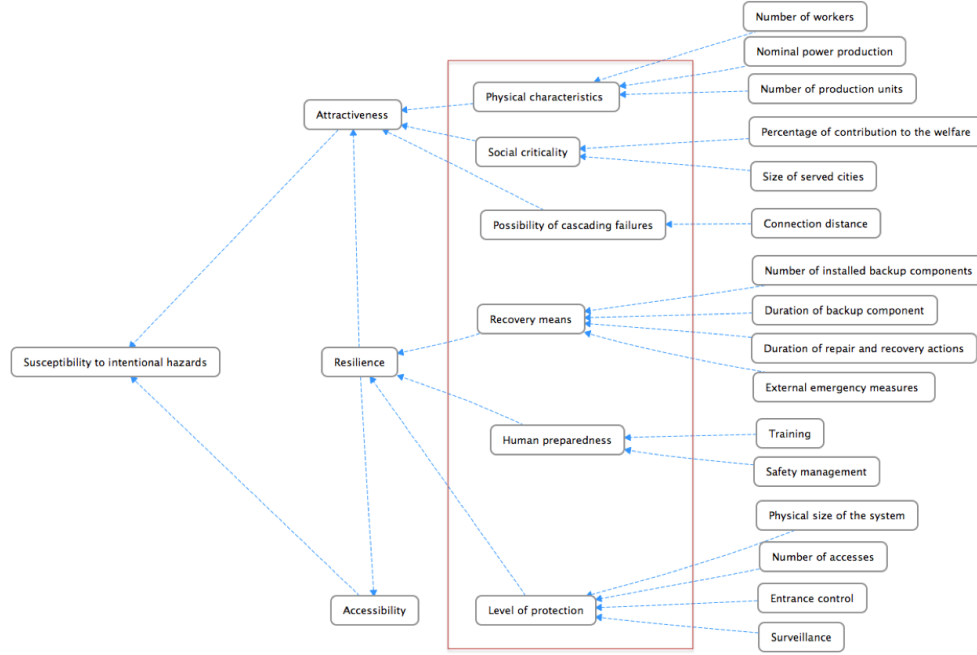 Number of workers
Nominal power production
Physical characteristics
Number of production units
Attractiveness
Percentage of contribution to the welfare
Social criticality
Size of served cities
Possibility of cascading failures
Connection distance
Number of installed backup components
Duration of backup component
Recovery means
Duration of repair and recovery actions
Susceptibility to intentional hazards
Resilience
External emergency measures
Training
Human preparedness
Safety management
Physical size of the system
Number of accesses
Entrance control
Accessibility
Level of protection
Surveillance